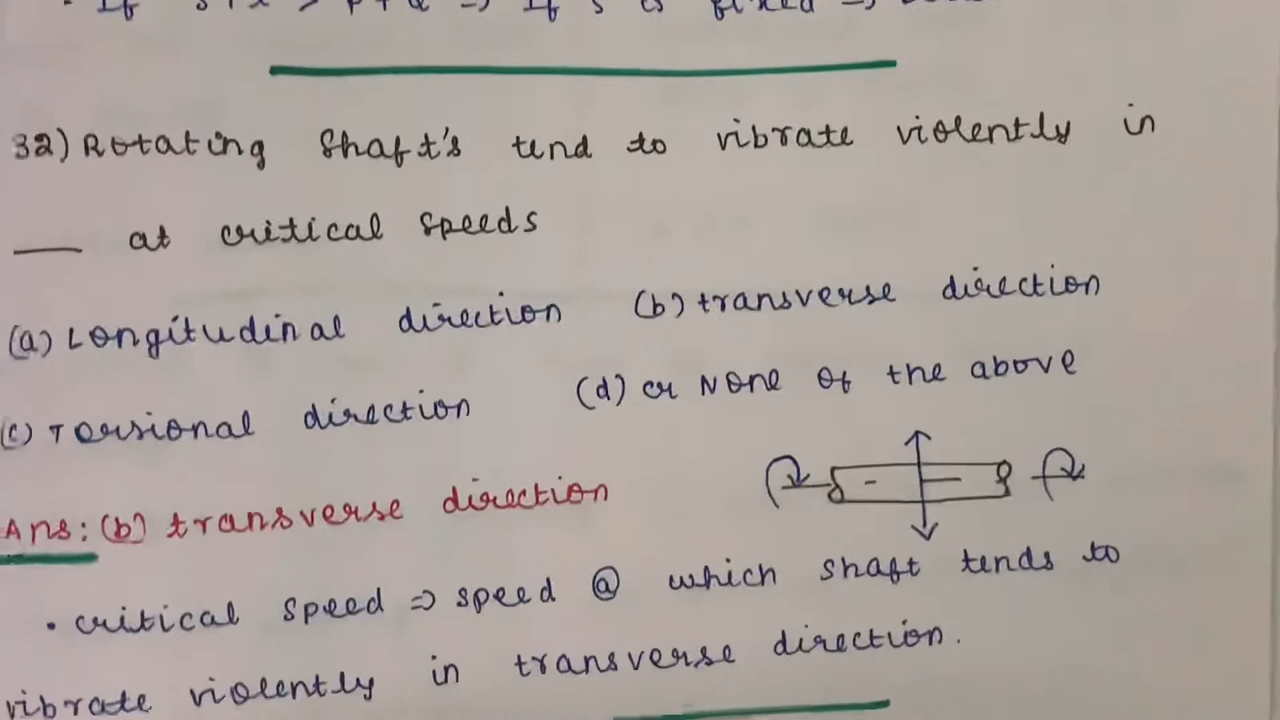 If
32) Rotating Shaft's tend to vibrate violently in
___ at critical speeds
(a) Longitudinal direction (b) transverse direction
(c) Torsional direction (d) or None of the above
Ans: (b) transverse direction
• critical speed => speed @ which shaft tends to
vibrate violently in transverse direction.